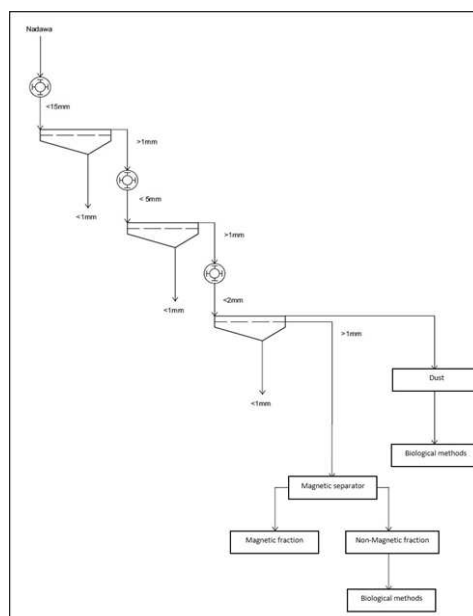 Nadawa
<15mm
>1mm
<1mm
< 5mm
>1mm
<1mm
<2mm
>1mm
<1mm
Dust
Biological methods
Magnetic separator
Magnetic fraction
Non-Magnetic fraction
Biological methods